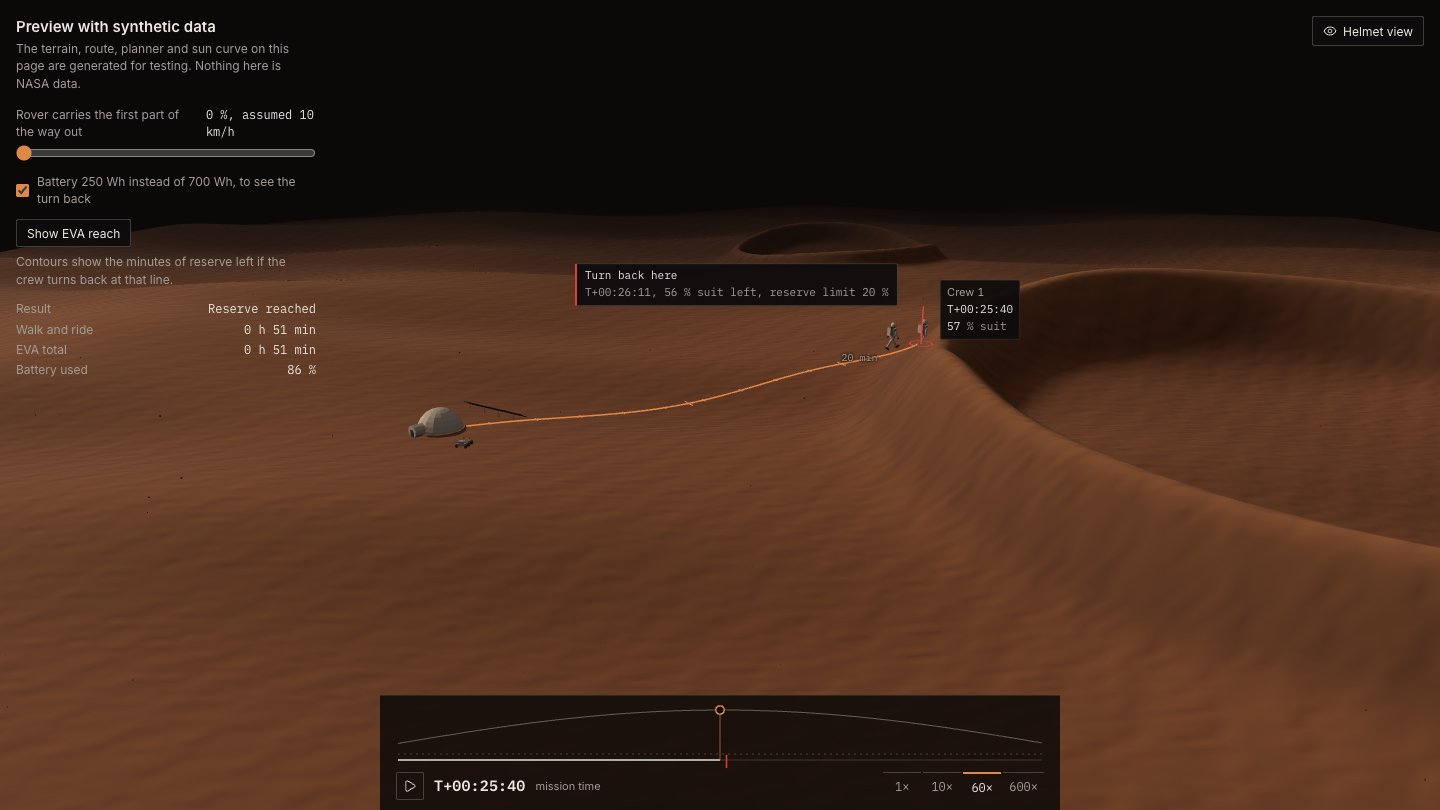 Preview with synthetic data
The terrain, route, planner and sun curve on this
page are generated for testing. Nothing here is
NASA data.
Rover carries the first part of
the way out
0 %, assumed 10
km/h
Battery 250 Wh instead of 700 Wh, to see the
turn back
Show EVA reach
Contours show the minutes of reserve left if the
crew turns back at that line.
Result Reserve reached
Walk and ride 0 h 51 min
EVA total 0 h 51 min
Battery used 86 %
Helmet view
Turn back here
T+00:26:11, 56 % suit left, reserve limit 20 %
Crew 1
T+00:25:40
57 % suit
20 min
T+00:25:40 mission time
1× 10× 60× 600×